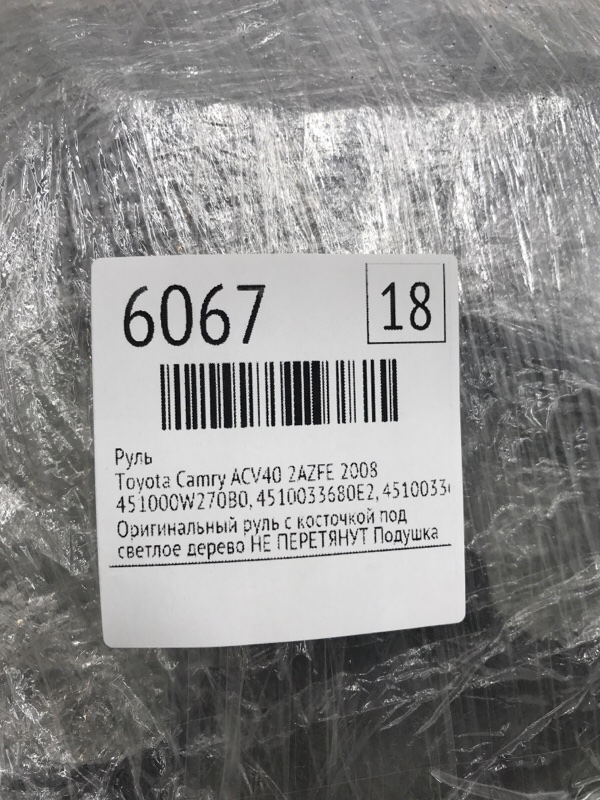 6067
18
Руль
Toyota Camry ACV40 2AZFE 2008
451000W270B0, 4510033680E2, 4510033
Оригинальный руль с косточкой под
светлое дерево НЕ ПЕРЕТЯНУТ Подушка